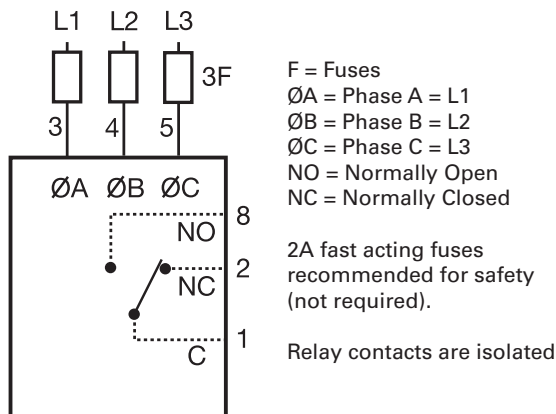 L1 L2 L3
3F
3 4 5
ØA ØB ØC
8
NO
2
NC
1
C
F = Fuses
ØA = Phase A = L1
ØB = Phase B = L2
ØC = Phase C = L3
NO = Normally Open
NC = Normally Closed
2A fast acting fuses
recommended for safety
(not required).
Relay contacts are isolated